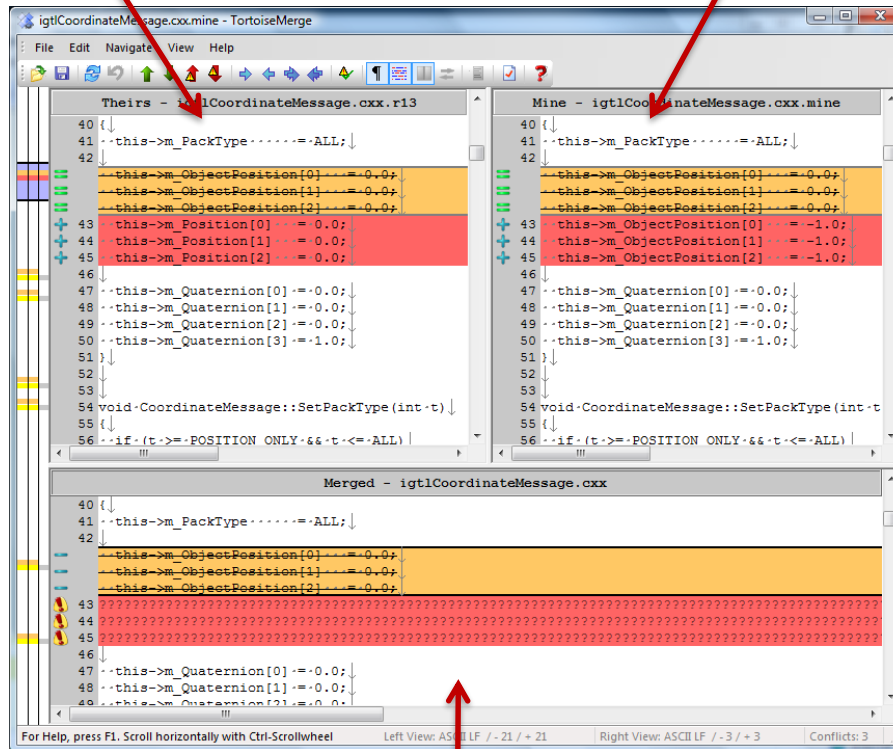 igtlCoordinateMessage.cxx.mine - TortoiseMerge
File Edit Navigate View Help
Theirs - igtlCoordinateMessage.cxx.r13
40 {↓
41 ··this->m_PackType······=·ALL;↓
42 ↓
··this->m_ObjectPosition[0]···=·0.0;↓
··this->m_ObjectPosition[1]···=·0.0;↓
··this->m_ObjectPosition[2]···=·0.0;↓
43 ··this->m_Position[0]···=·0.0;↓
44 ··this->m_Position[1]···=·0.0;↓
45 ··this->m_Position[2]···=·0.0;↓
46 ↓
47 ··this->m_Quaternion[0]·=·0.0;↓
48 ··this->m_Quaternion[1]·=·0.0;↓
49 ··this->m_Quaternion[2]·=·0.0;↓
50 ··this->m_Quaternion[3]·=·1.0;↓
51 }↓
52 ↓
53 ↓
54 void·CoordinateMessage::SetPackType(int·t)↓
55 {↓
56 ··if·(t·>=·POSITION_ONLY·&&·t·<=·ALL)↓
Mine - igtlCoordinateMessage.cxx.mine
40 {↓
41 ··this->m_PackType······=·ALL;↓
42 ↓
··this->m_ObjectPosition[0]···=·0.0;↓
··this->m_ObjectPosition[1]···=·0.0;↓
··this->m_ObjectPosition[2]···=·0.0;↓
43 ··this->m_ObjectPosition[0]···=·-1.0;↓
44 ··this->m_ObjectPosition[1]···=·-1.0;↓
45 ··this->m_ObjectPosition[2]···=·-1.0;↓
46 ↓
47 ··this->m_Quaternion[0]·=·0.0;↓
48 ··this->m_Quaternion[1]·=·0.0;↓
49 ··this->m_Quaternion[2]·=·0.0;↓
50 ··this->m_Quaternion[3]·=·1.0;↓
51 }↓
52 ↓
53 ↓
54 void·CoordinateMessage::SetPackType(int·t
55 {↓
56 ··if·(t·>=·POSITION_ONLY·&&·t·<=·ALL)↓
Merged - igtlCoordinateMessage.cxx
40 {↓
41 ··this->m_PackType······=·ALL;↓
42 ↓
··this->m_ObjectPosition[0]···=·0.0;↓
··this->m_ObjectPosition[1]···=·0.0;↓
··this->m_ObjectPosition[2]···=·0.0;↓
43 ??????????????????????????????????????????????????????????????????????????????????????
44 ??????????????????????????????????????????????????????????????????????????????????????
45 ??????????????????????????????????????????????????????????????????????????????????????
46 ↓
47 ··this->m_Quaternion[0]·=·0.0;↓
48 ··this->m_Quaternion[1]·=·0.0;↓
49 ··this->m_Quaternion[2]·=·0.0;↓
For Help, press F1. Scroll horizontally with Ctrl-Scrollwheel Left View: ASCII LF / - 21 / + 21 Right View: ASCII LF / - 3 / + 3 Conflicts: 3